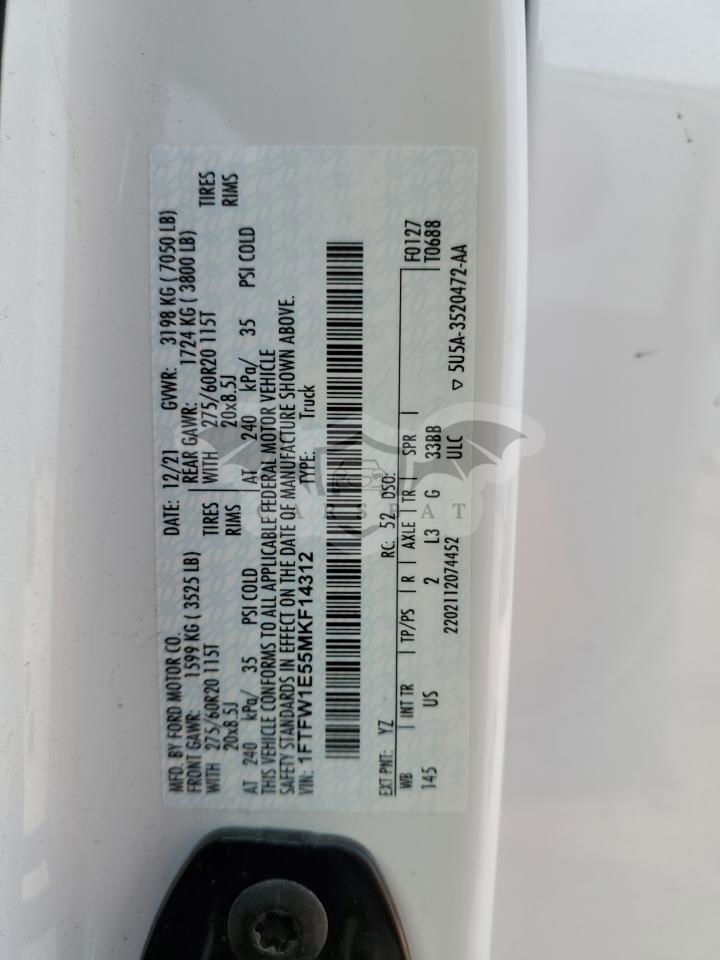 MFD. BY FORD MOTOR CO.
DATE: 12/21 GVWR: 3198 KG ( 7050 LB)
FRONT GAWR: 1599 KG ( 3525 LB) REAR GAWR: 1724 KG ( 3800 LB)
WITH 275/60R20 115T TIRES WITH 275/60R20 115T TIRES
20x8.5J RIMS 20x8.5J RIMS
AT 240 kPa/ 35 PSI COLD AT 240 kPa/ 35 PSI COLD
THIS VEHICLE CONFORMS TO ALL APPLICABLE FEDERAL MOTOR VEHICLE
SAFETY STANDARDS IN EFFECT ON THE DATE OF MANUFACTURE SHOWN ABOVE.
VIN: 1FTFW1E55MKF14312 TYPE: Truck
EXT PNT: YZ RC: 52 DSO:
WB INT TR TP/PS R AXLE TR SPR F0127
145 US 2 L3 G 33BB T0688
2202112074452 ULC ▽ 5U5A-3520472-AA
CARSEAT